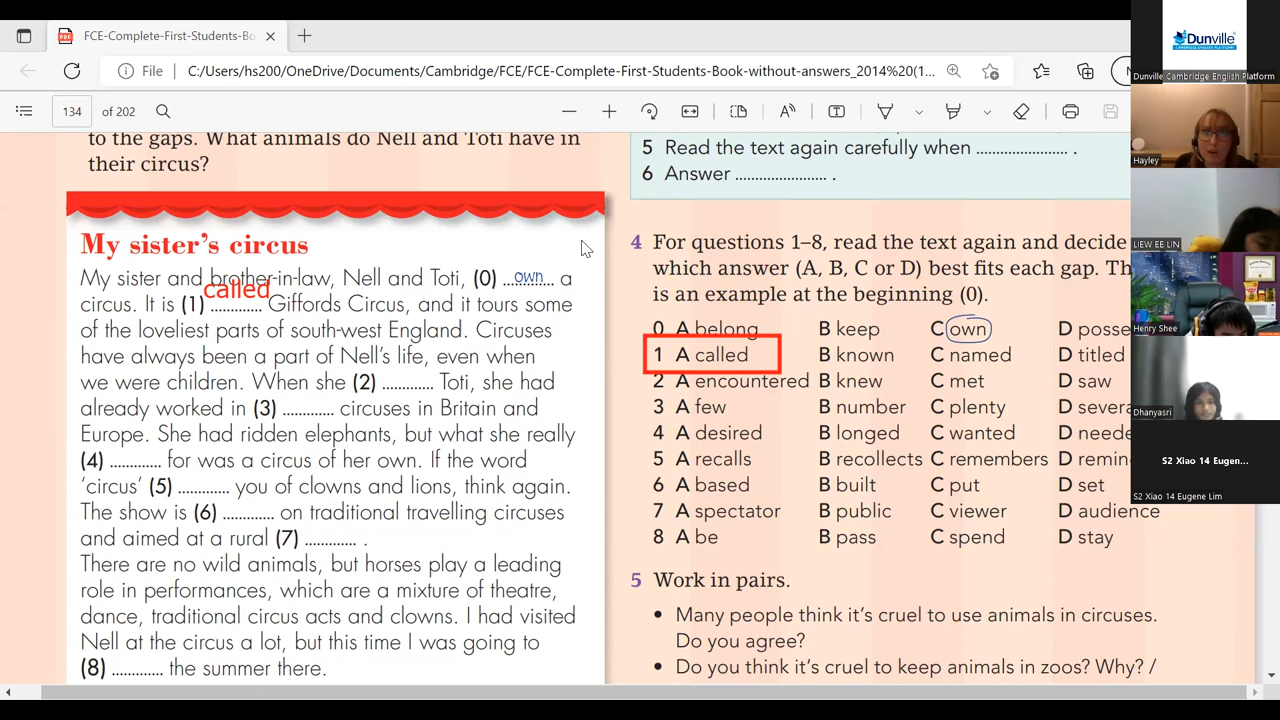 FCE-Complete-First-Students-Bo
File C:/Users/hs200/OneDrive/Documents/Cambridge/FCE/FCE-Complete-First-Students-Book-without-answers_2014%20(1...
134 of 202
to the gaps. What animals do Nell and Toti have in
their circus?
My sister's circus
My sister and brother-in-law, Nell and Toti, (0) own a
called
circus. It is (1) ............. Giffords Circus, and it tours some
of the loveliest parts of south-west England. Circuses
have always been a part of Nell's life, even when
we were children. When she (2) ............. Toti, she had
already worked in (3) ............. circuses in Britain and
Europe. She had ridden elephants, but what she really
(4) ............. for was a circus of her own. If the word
'circus' (5) ............. you of clowns and lions, think again.
The show is (6) ............. on traditional travelling circuses
and aimed at a rural (7) ............. .
There are no wild animals, but horses play a leading
role in performances, which are a mixture of theatre,
dance, traditional circus acts and clowns. I had visited
Nell at the circus a lot, but this time I was going to
(8) ............. the summer there.
5 Read the text again carefully when ....................... .
6 Answer ....................... .
4 For questions 1–8, read the text again and decide
which answer (A, B, C or D) best fits each gap. Th
is an example at the beginning (0).
0 A belong B keep C own D posse
1 A called B known C named D titled
2 A encountered B knew C met D saw
3 A few B number C plenty D severa
4 A desired B longed C wanted D neede
5 A recalls B recollects C remembers D remin
6 A based B built C put D set
7 A spectator B public C viewer D audience
8 A be B pass C spend D stay
5 Work in pairs.
• Many people think it's cruel to use animals in circuses.
Do you agree?
• Do you think it's cruel to keep animals in zoos? Why? /
Dunville
CAMBRIDGE ENGLISH PLATFORM
Dunville Cambridge English Platform
Hayley
LIEW EE LIN
Henry Shee
Dhanyasri
S2 Xiao 14 Eugen...
S2 Xiao 14 Eugene Lim